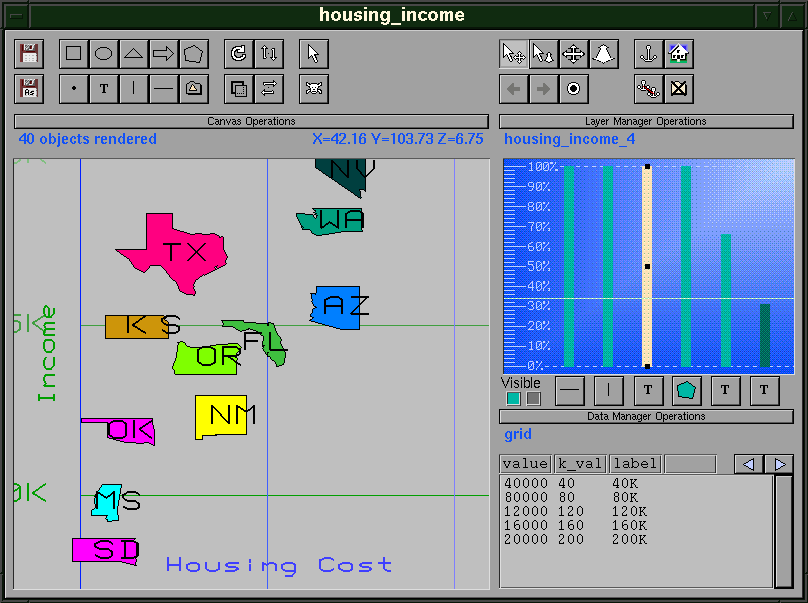 housing_income
As
T
Canvas Operations
Layer Manager Operations
40 objects rendered
X=42.16 Y=103.73 Z=6.75
housing_income_4
NV
WA
TX
AZ
5K
KS
FL
OR
Income
NM
OK
0K
MS
SD
Housing Cost
100%
90%
80%
70%
60%
50%
40%
30%
20%
10%
0%
Visible
T
T
T
Data Manager Operations
grid
value k_val label
40000 40 40K
80000 80 80K
12000 120 120K
16000 160 160K
20000 200 200K